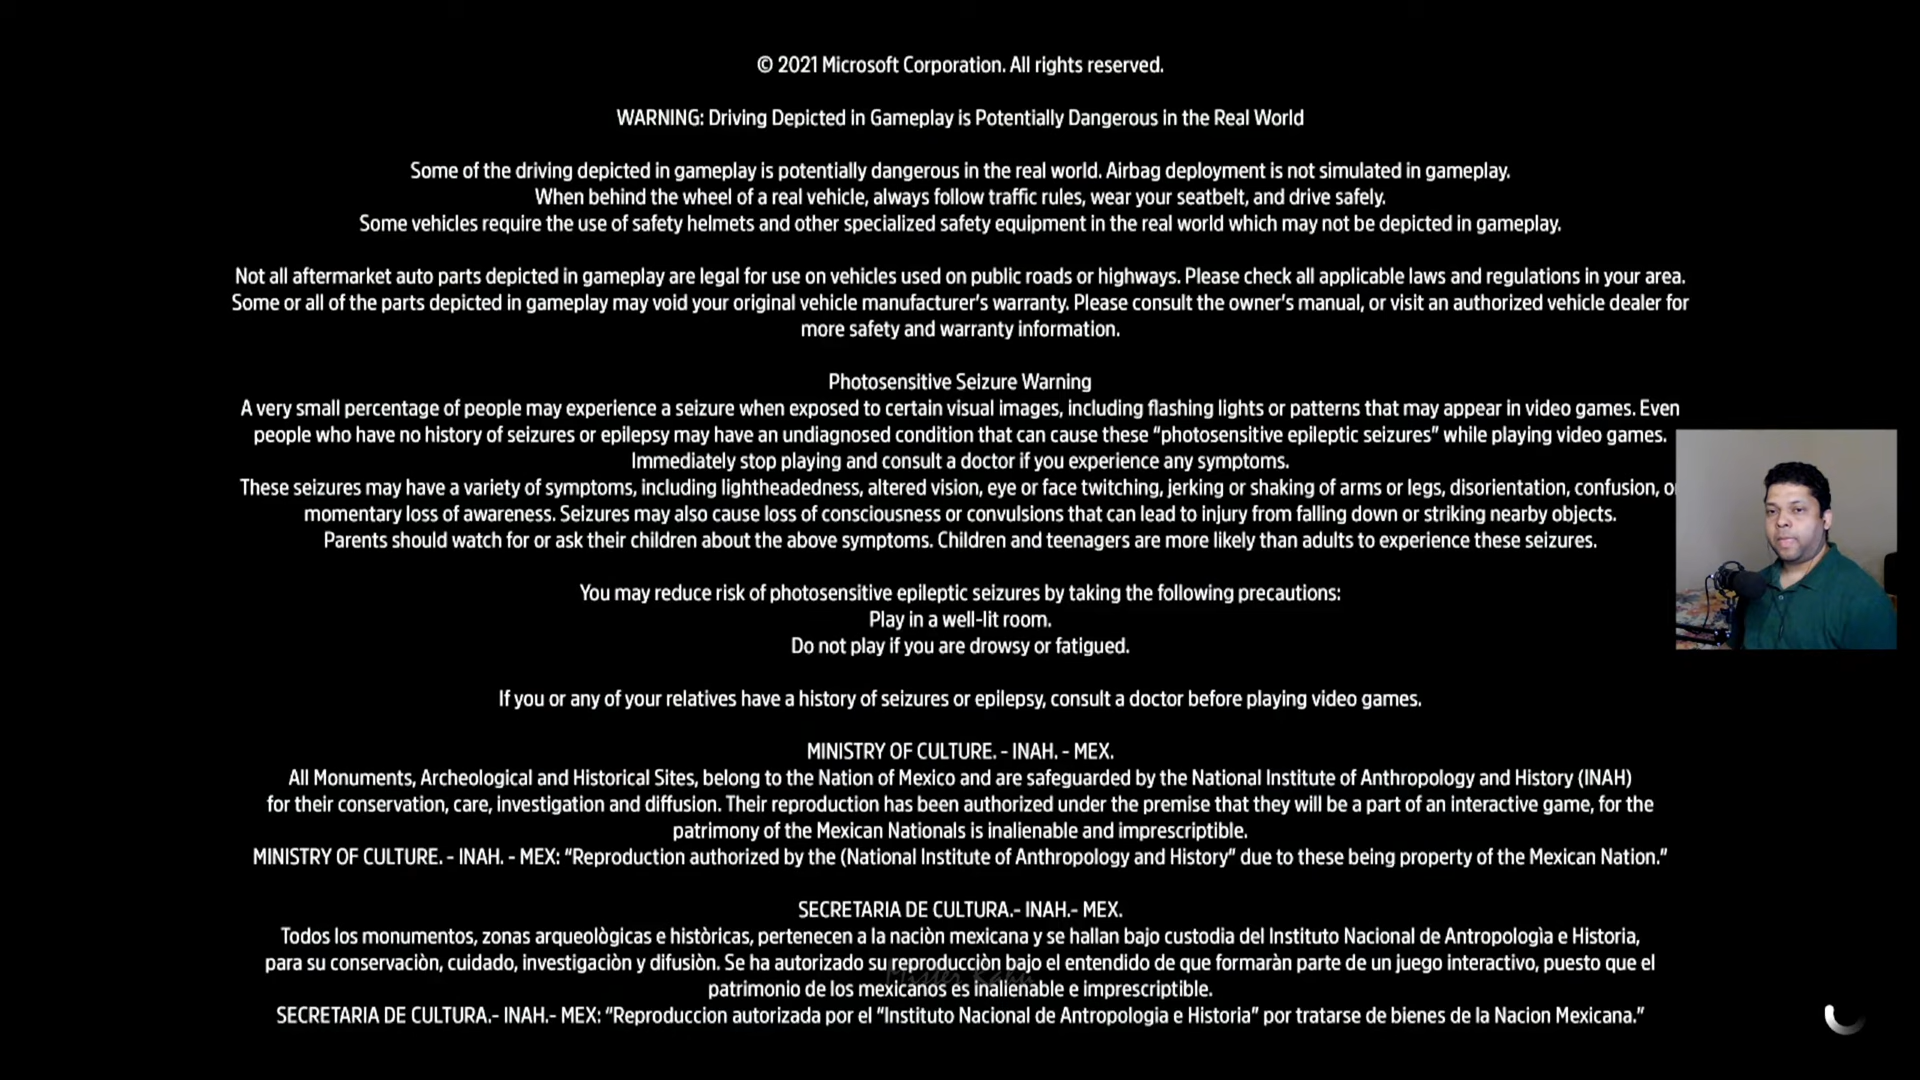 © 2021 Microsoft Corporation. All rights reserved.
WARNING: Driving Depicted in Gameplay is Potentially Dangerous in the Real World
Some of the driving depicted in gameplay is potentially dangerous in the real world. Airbag deployment is not simulated in gameplay.
When behind the wheel of a real vehicle, always follow traffic rules, wear your seatbelt, and drive safely.
Some vehicles require the use of safety helmets and other specialized safety equipment in the real world which may not be depicted in gameplay.
Not all aftermarket auto parts depicted in gameplay are legal for use on vehicles used on public roads or highways. Please check all applicable laws and regulations in your area.
Some or all of the parts depicted in gameplay may void your original vehicle manufacturer's warranty. Please consult the owner's manual, or visit an authorized vehicle dealer for
more safety and warranty information.
Photosensitive Seizure Warning
A very small percentage of people may experience a seizure when exposed to certain visual images, including flashing lights or patterns that may appear in video games. Even
people who have no history of seizures or epilepsy may have an undiagnosed condition that can cause these “photosensitive epileptic seizures” while playing video games.
Immediately stop playing and consult a doctor if you experience any symptoms.
These seizures may have a variety of symptoms, including lightheadedness, altered vision, eye or face twitching, jerking or shaking of arms or legs, disorientation, confusion, or
momentary loss of awareness. Seizures may also cause loss of consciousness or convulsions that can lead to injury from falling down or striking nearby objects.
Parents should watch for or ask their children about the above symptoms. Children and teenagers are more likely than adults to experience these seizures.
You may reduce risk of photosensitive epileptic seizures by taking the following precautions:
Play in a well-lit room.
Do not play if you are drowsy or fatigued.
If you or any of your relatives have a history of seizures or epilepsy, consult a doctor before playing video games.
MINISTRY OF CULTURE. - INAH. - MEX.
All Monuments, Archeological and Historical Sites, belong to the Nation of Mexico and are safeguarded by the National Institute of Anthropology and History (INAH)
for their conservation, care, investigation and diffusion. Their reproduction has been authorized under the premise that they will be a part of an interactive game, for the
patrimony of the Mexican Nationals is inalienable and imprescriptible.
MINISTRY OF CULTURE. - INAH. - MEX: “Reproduction authorized by the (National Institute of Anthropology and History” due to these being property of the Mexican Nation.”
SECRETARIA DE CULTURA.- INAH.- MEX.
Todos los monumentos, zonas arqueològicas e històricas, pertenecen a la naciòn mexicana y se hallan bajo custodia del Instituto Nacional de Antropologìa e Historia,
para su conservaciòn, cuidado, investigaciòn y difusiòn. Se ha autorizado su reproducciòn bajo el entendido de que formaràn parte de un juego interactivo, puesto que el
patrimonio de los mexicanos es inalienable e imprescriptible.
SECRETARIA DE CULTURA.- INAH.- MEX: “Reproduccion autorizada por el “Instituto Nacional de Antropologia e Historia” por tratarse de bienes de la Nacion Mexicana.”